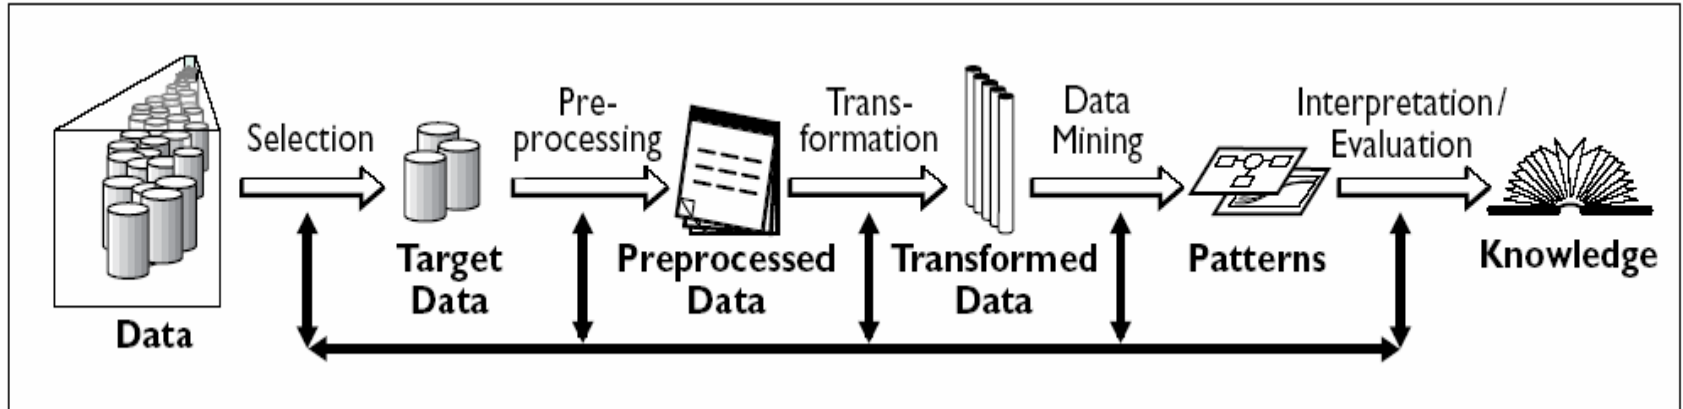 Selection
Pre-
processing
Trans-
formation
Data
Mining
Interpretation/
Evaluation
Data
Target
Data
Preprocessed
Data
Transformed
Data
Patterns
Knowledge